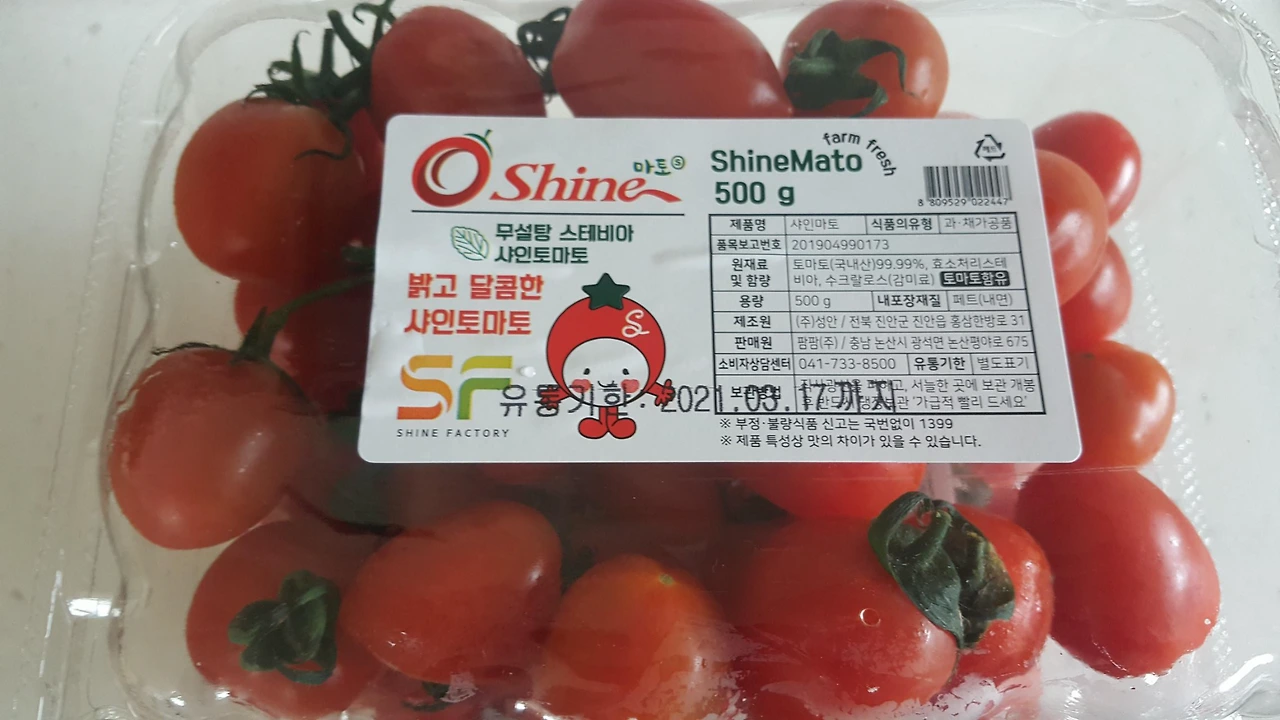 Shine 마토 S
무설탕 스테비아
샤인토마토
밝고 달콤한
샤인토마토
SF
SHINE FACTORY
farm fresh
ShineMato
500 g
페트
8 809529 022447
제품명 샤인마토 식품의유형 과·채가공품
품목보고번호 201904990173
원재료 및 함량 토마토(국내산)99.99%, 효소처리스테
비아, 수크랄로스(감미료) 토마토함유
용량 500 g 내포장재질 페트(내면)
제조원 (주)성안 / 전북 진안군 진안읍 홍삼한방로 31
판매원 팜팜(주) / 충남 논산시 광석면 논산평야로 675
소비자상담센터 041-733-8500 유통기한 별도표기
보관방법 고, 서늘한 곳에 보관 개봉
'가급적 빨리 드세요'
유통기한: 2021.03.17까지
※ 부정·불량식품 신고는 국번없이 1399
※ 제품 특성상 맛의 차이가 있을 수 있습니다.
S